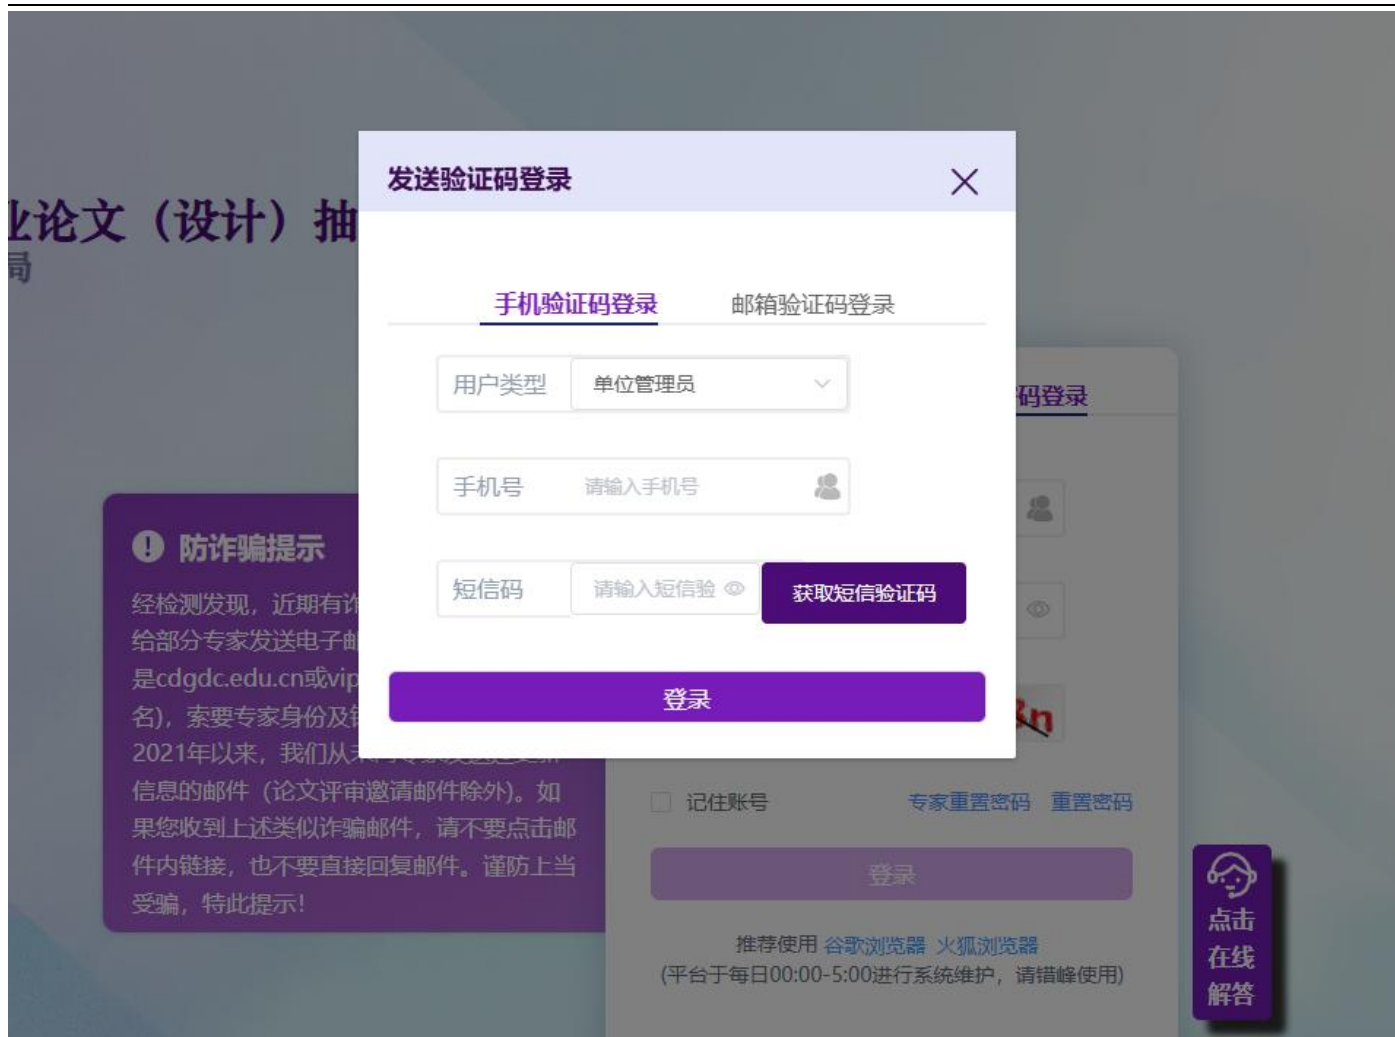 发送验证码登录
业论文（设计）抽
局
手机验证码登录 邮箱验证码登录
用户类型 单位管理员
码登录
手机号 请输入手机号
短信码 请输入短信验 获取短信验证码
登录
防诈骗提示
经检测发现，近期有诈
给部分专家发送电子邮
是cdgdc.edu.cn或vip
名），索要专家身份及
2021年以来，我们从
信息的邮件（论文评审邀请邮件除外）。如
果您收到上述类似诈骗邮件，请不要点击邮
件内链接，也不要直接回复邮件。谨防上当
受骗，特此提示！
记住账号 专家重置密码 重置密码
登录
推荐使用 谷歌浏览器 火狐浏览器
(平台于每日00:00-5:00进行系统维护，请错峰使用)
点击
在线
解答